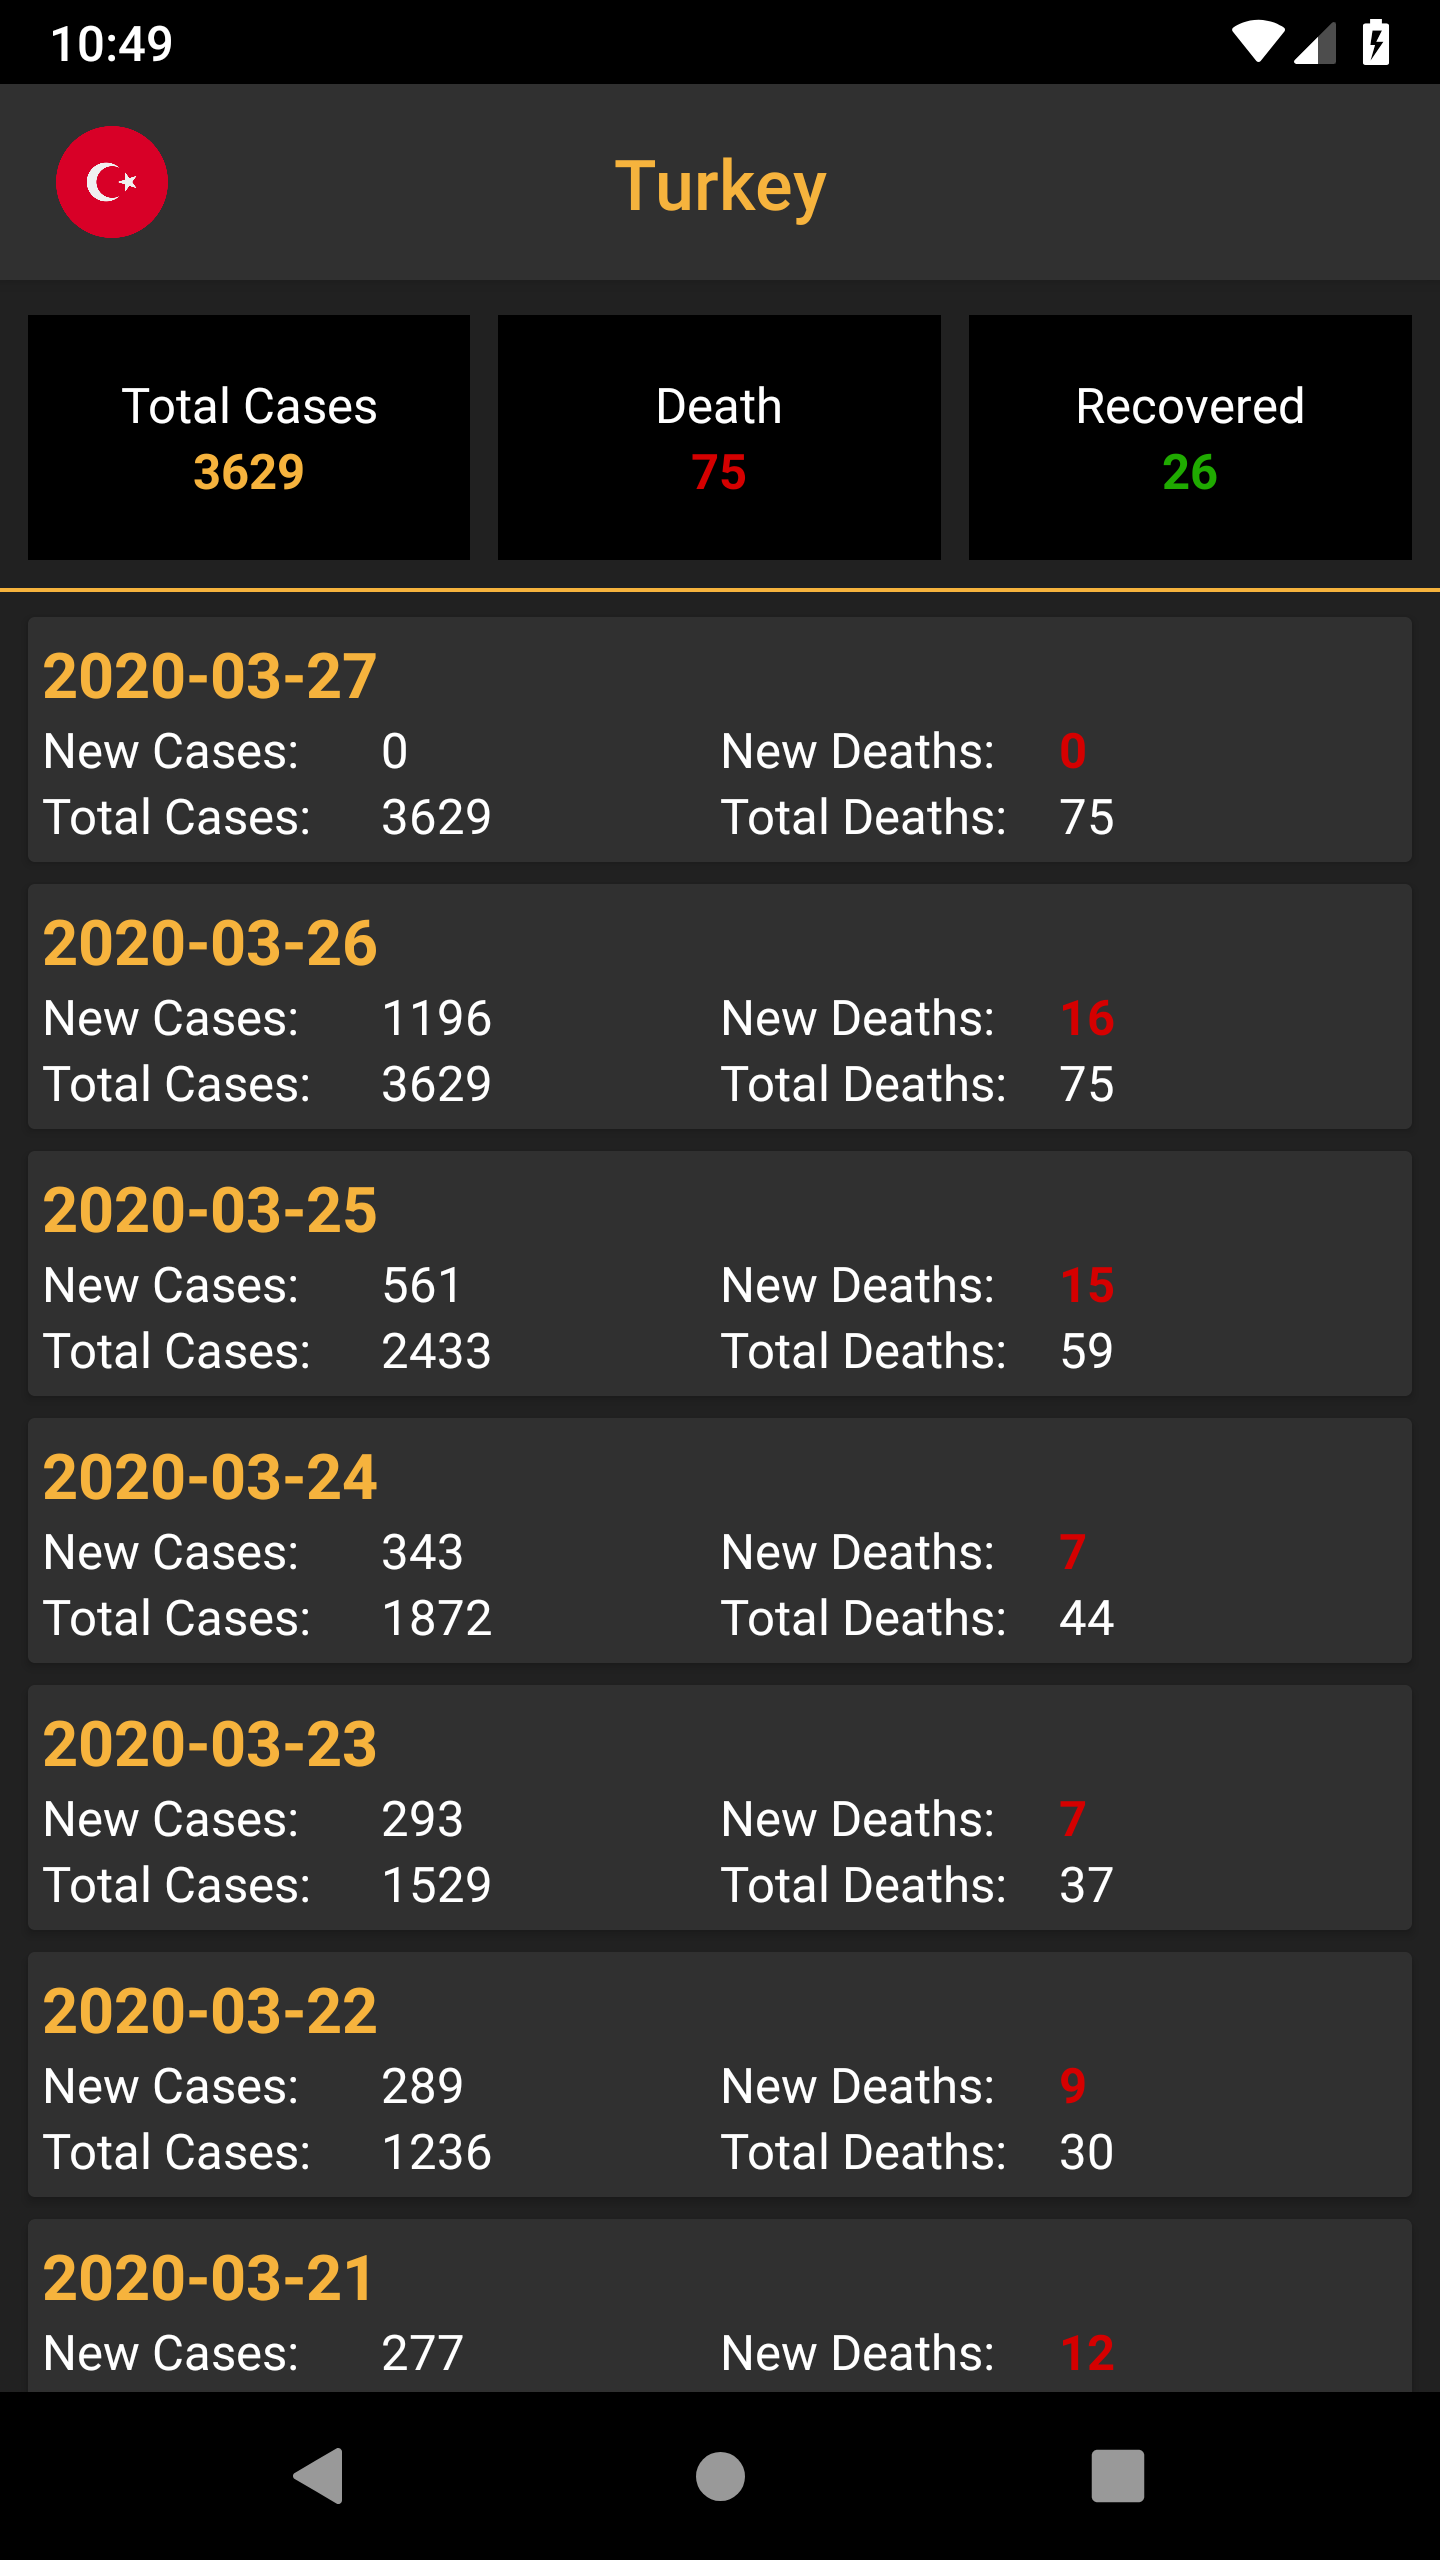 10:49
Turkey
Total Cases Death Recovered
3629 75 26
2020-03-27
New Cases: 0 New Deaths: 0
Total Cases: 3629 Total Deaths: 75
2020-03-26
New Cases: 1196 New Deaths: 16
Total Cases: 3629 Total Deaths: 75
2020-03-25
New Cases: 561 New Deaths: 15
Total Cases: 2433 Total Deaths: 59
2020-03-24
New Cases: 343 New Deaths: 7
Total Cases: 1872 Total Deaths: 44
2020-03-23
New Cases: 293 New Deaths: 7
Total Cases: 1529 Total Deaths: 37
2020-03-22
New Cases: 289 New Deaths: 9
Total Cases: 1236 Total Deaths: 30
2020-03-21
New Cases: 277 New Deaths: 12